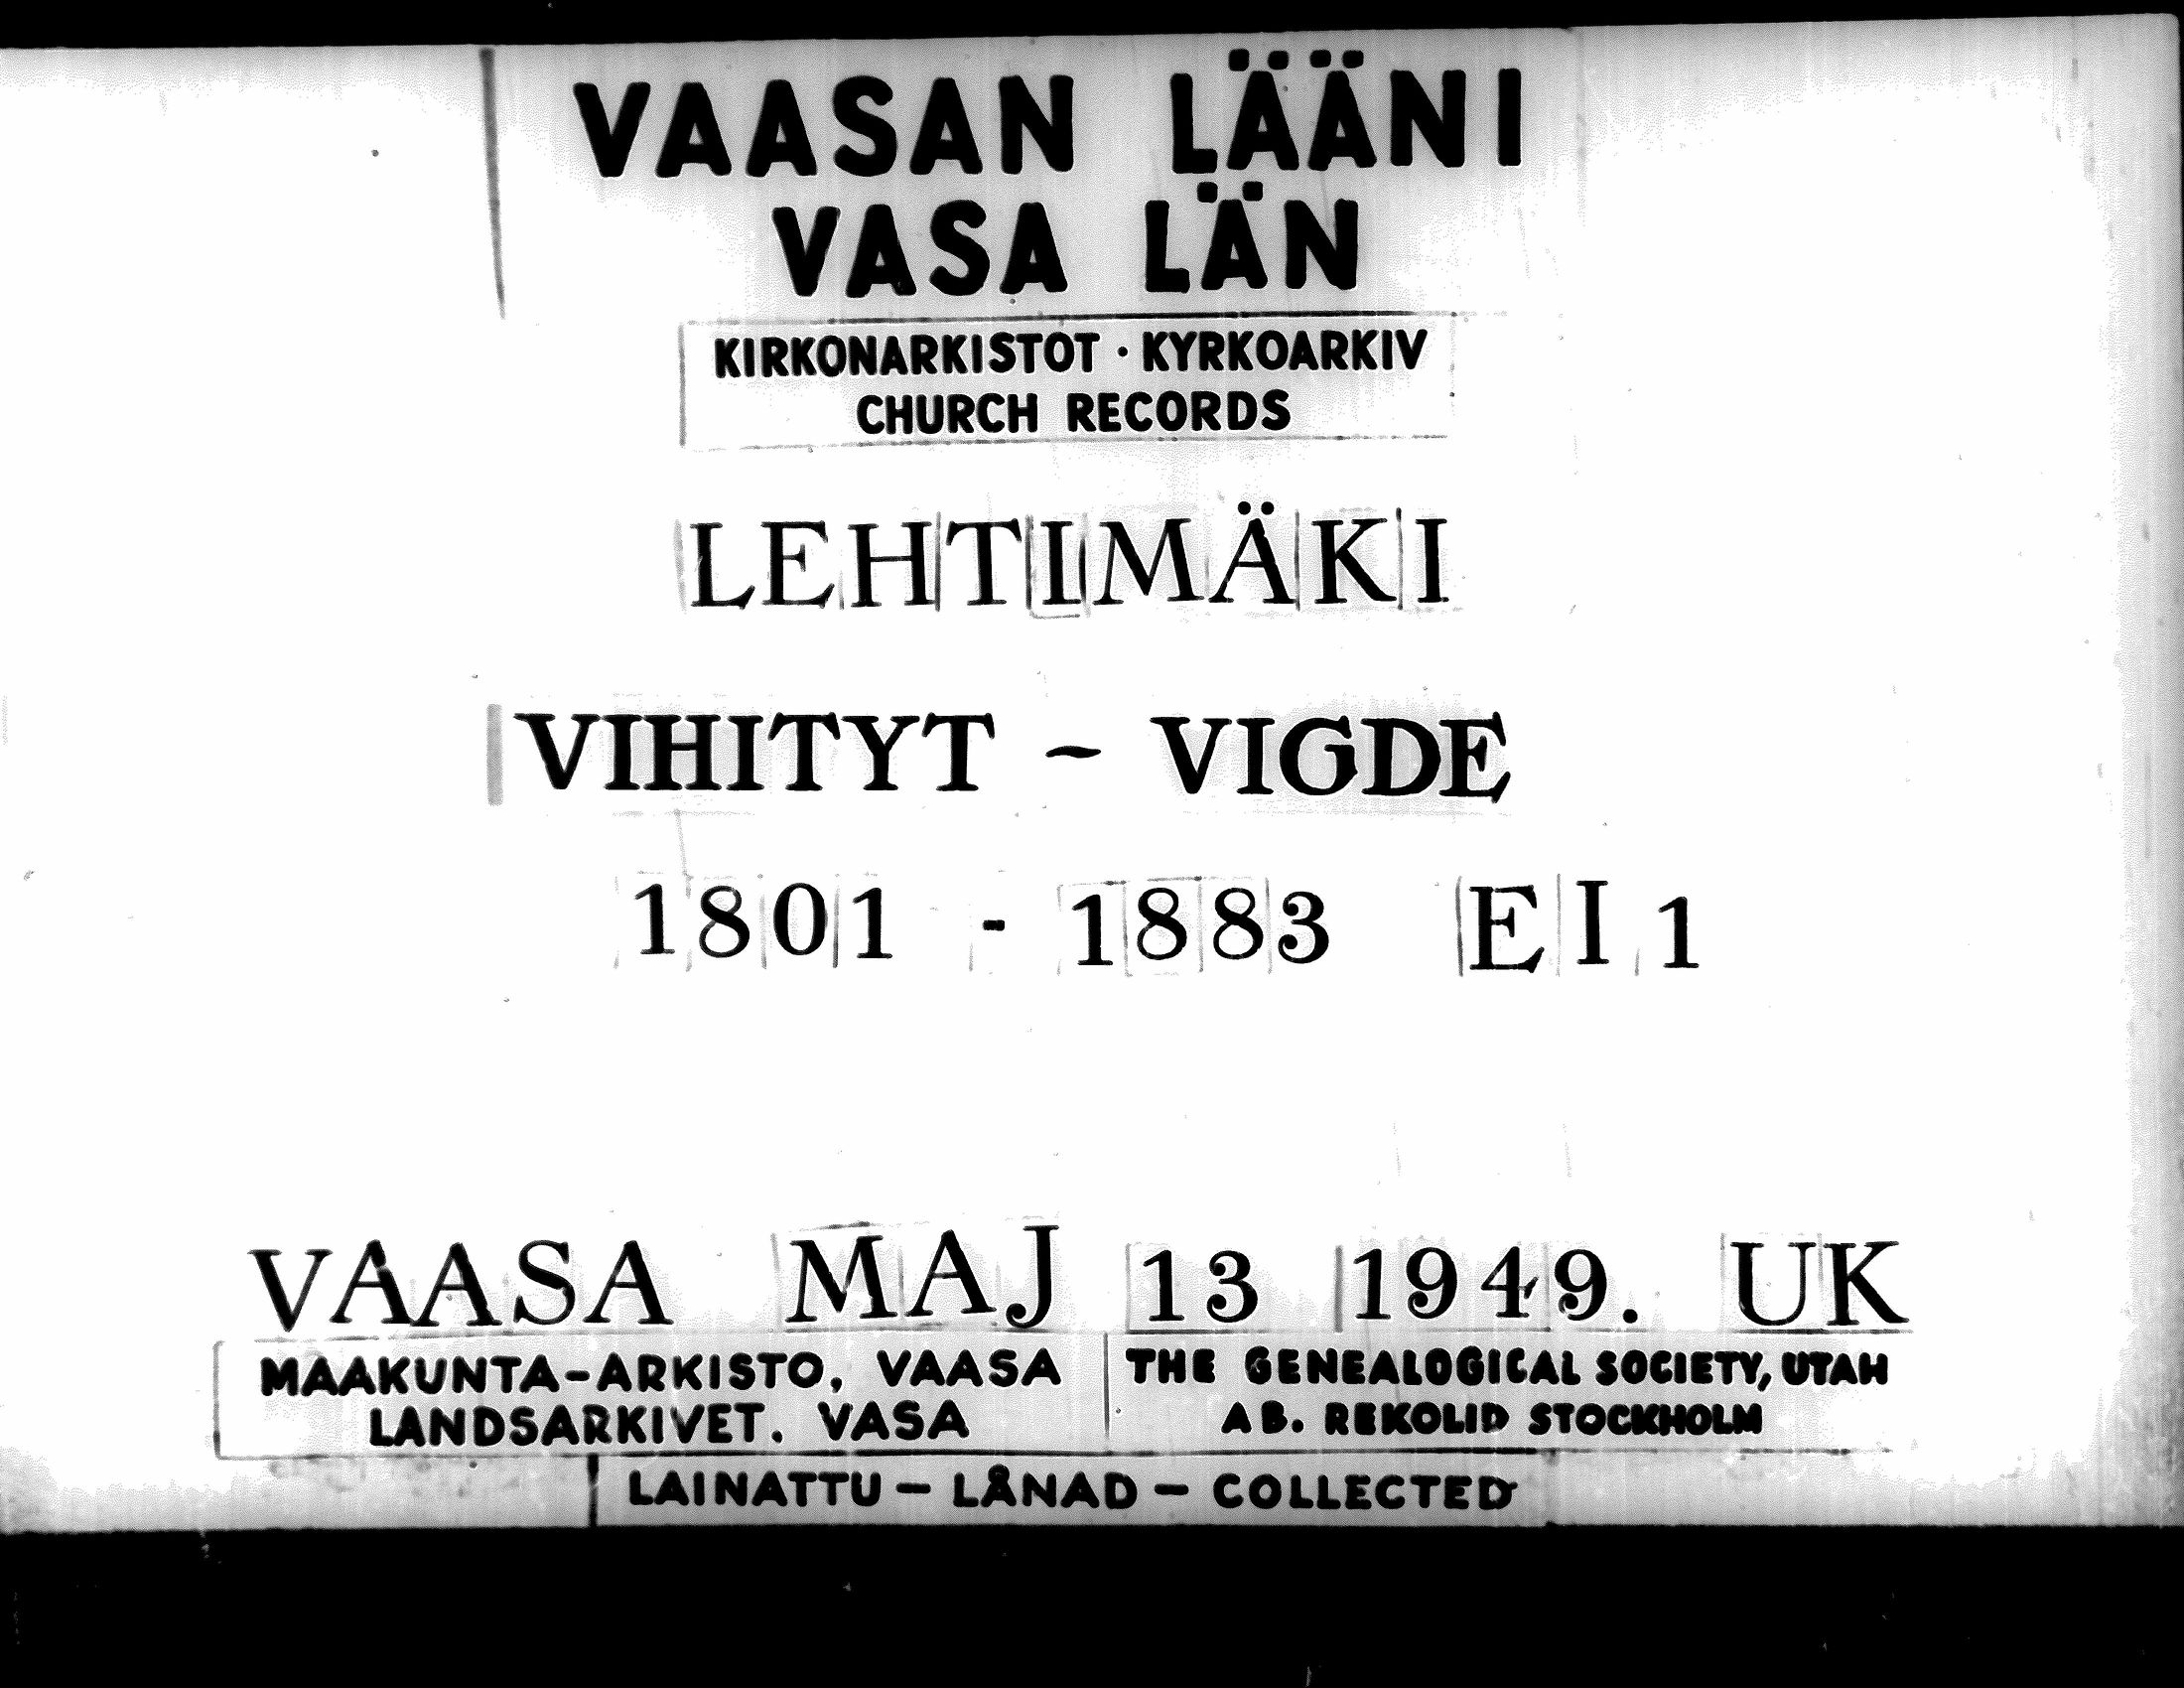 VAASAN LÄÄNI
VASA LÄN
KIRKONARKISTOT · KYRKOARKIV
CHURCH RECORDS
LEHTIMÄKI
VIHITYT - VIGDE
1801 - 1883 EI 1
VAASA MAJ 13 1949. UK
MAAKUNTA-ARKISTO, VAASA
LANDSARKIVET. VASA
THE GENEALOGICAL SOCIETY, UTAH
AB. REKOLID STOCKHOLM
LAINATTU - LÅNAD - COLLECTED